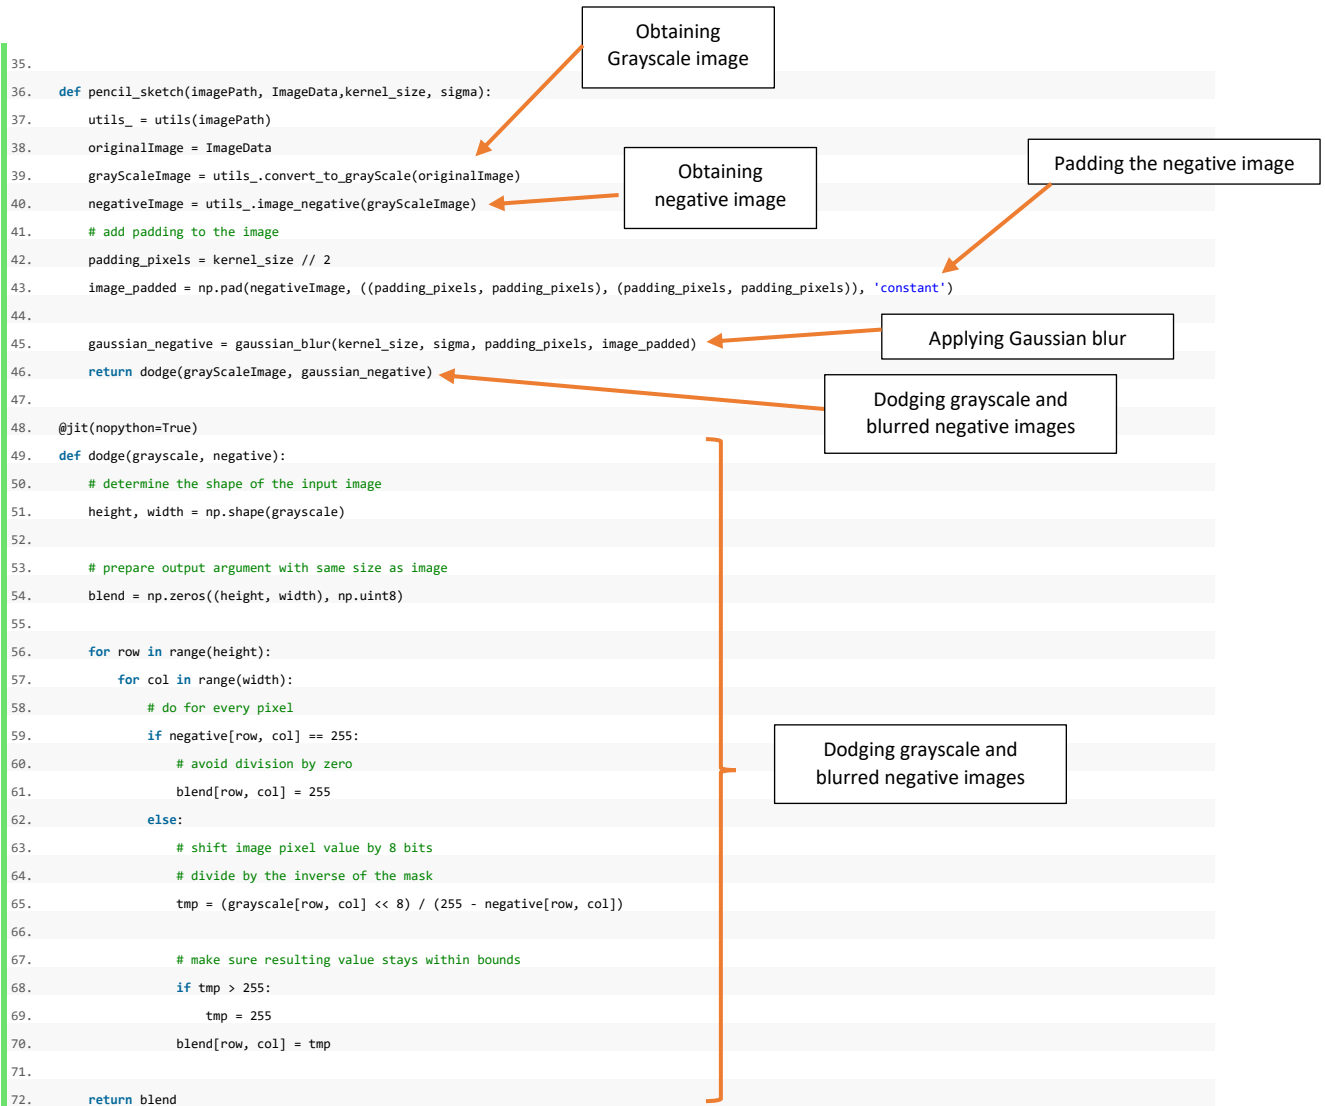 Obtaining
Grayscale image
35.
36. def pencil_sketch(imagePath, ImageData,kernel_size, sigma):
37. utils_ = utils(imagePath)
38. originalImage = ImageData
39. grayScaleImage = utils_.convert_to_grayScale(originalImage)
40. negativeImage = utils_.image_negative(grayScaleImage)
Obtaining
negative image
Padding the negative image
41. # add padding to the image
42. padding_pixels = kernel_size // 2
43. image_padded = np.pad(negativeImage, ((padding_pixels, padding_pixels), (padding_pixels, padding_pixels)), 'constant')
44.
45. gaussian_negative = gaussian_blur(kernel_size, sigma, padding_pixels, image_padded)
Applying Gaussian blur
46. return dodge(grayScaleImage, gaussian_negative)
Dodging grayscale and
blurred negative images
47.
48. @jit(nopython=True)
49. def dodge(grayscale, negative):
50. # determine the shape of the input image
51. height, width = np.shape(grayscale)
52.
53. # prepare output argument with same size as image
54. blend = np.zeros((height, width), np.uint8)
55.
56. for row in range(height):
57. for col in range(width):
58. # do for every pixel
59. if negative[row, col] == 255:
60. # avoid division by zero
61. blend[row, col] = 255
Dodging grayscale and
blurred negative images
62. else:
63. # shift image pixel value by 8 bits
64. # divide by the inverse of the mask
65. tmp = (grayscale[row, col] << 8) / (255 - negative[row, col])
66.
67. # make sure resulting value stays within bounds
68. if tmp > 255:
69. tmp = 255
70. blend[row, col] = tmp
71.
72. return blend